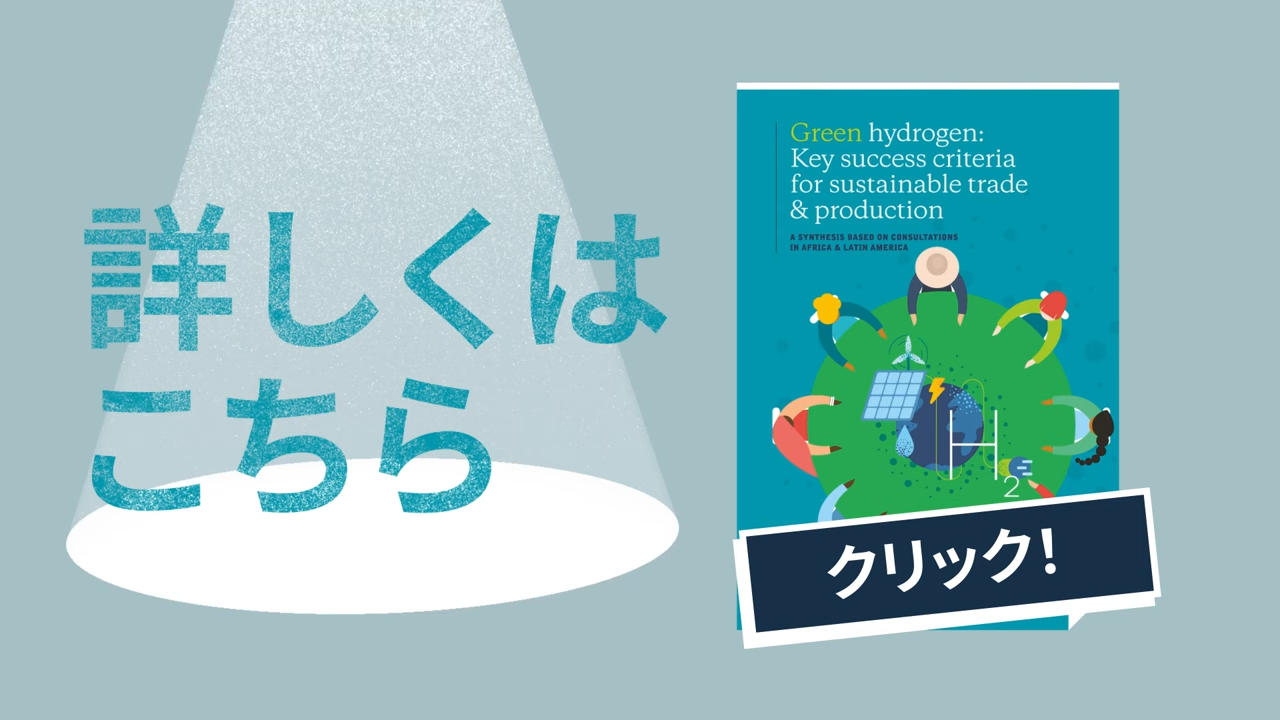 詳しくは
こちら
Green hydrogen:
Key success criteria
for sustainable trade
& production
A SYNTHESIS BASED ON CONSULTATIONS
IN AFRICA & LATIN AMERICA
H2
クリック!